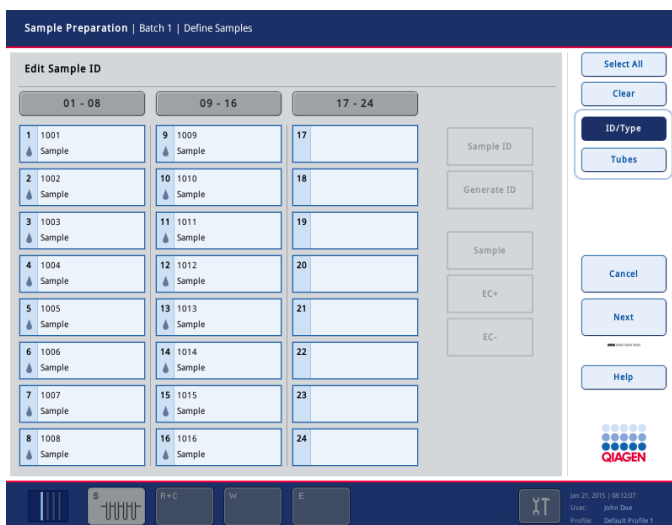 Sample Preparation | Batch 1 | Define Samples
Edit Sample ID
01 - 08
09 - 16
17 - 24
1 1001
Sample
2 1002
Sample
3 1003
Sample
4 1004
Sample
5 1005
Sample
6 1006
Sample
7 1007
Sample
8 1008
Sample
9 1009
Sample
10 1010
Sample
11 1011
Sample
12 1012
Sample
13 1013
Sample
14 1014
Sample
15 1015
Sample
16 1016
Sample
17
18
19
20
21
22
23
24
Sample ID
Generate ID
Sample
EC+
EC-
Select All
Clear
ID/Type
Tubes
Cancel
Next
Help
QIAGEN
S
R+C
W
E
Jan 21, 2015 | 08:12:07
User: John Doe
Profile: Default Profile 1